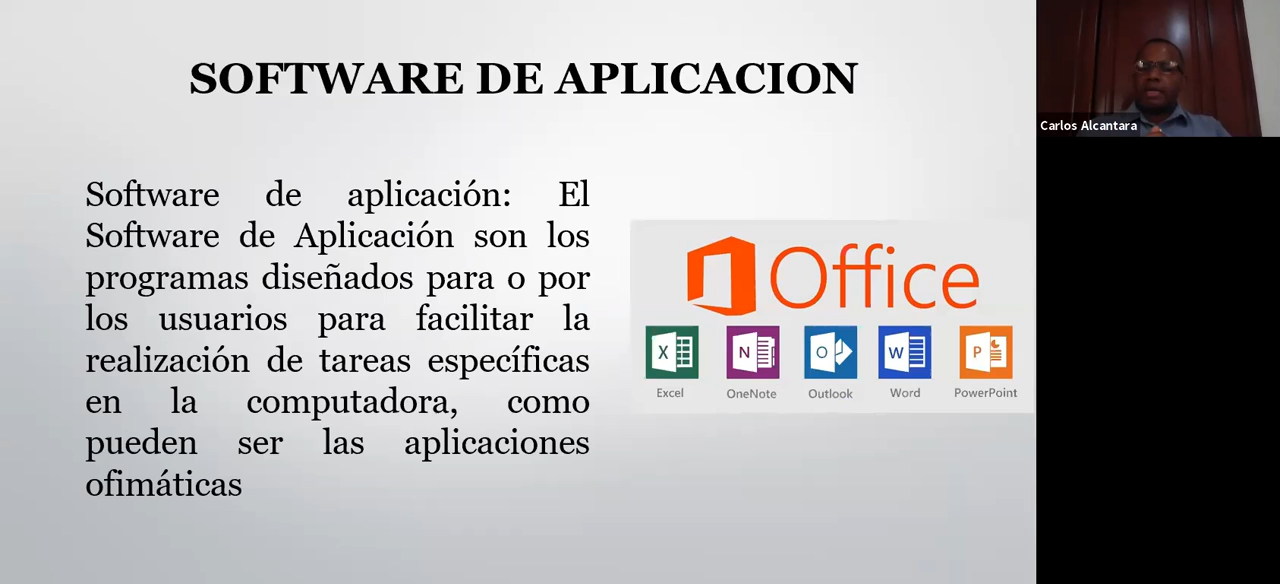 SOFTWARE DE APLICACION
Software de aplicación: El
Software de Aplicación son los
programas diseñados para o por
los usuarios para facilitar la
realización de tareas específicas
en la computadora, como
pueden ser las aplicaciones
ofimáticas
Office
X N O W P
Excel OneNote Outlook Word PowerPoint
Carlos Alcantara